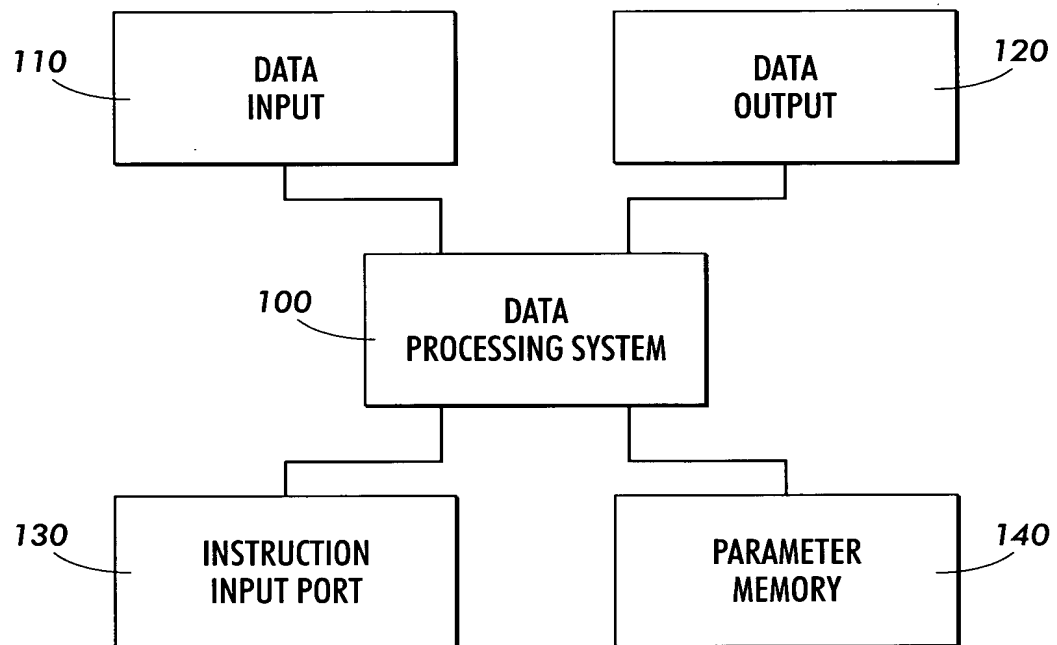 110
DATA
INPUT
DATA
OUTPUT
120
100
DATA
PROCESSING SYSTEM
130
INSTRUCTION
INPUT PORT
PARAMETER
MEMORY
140